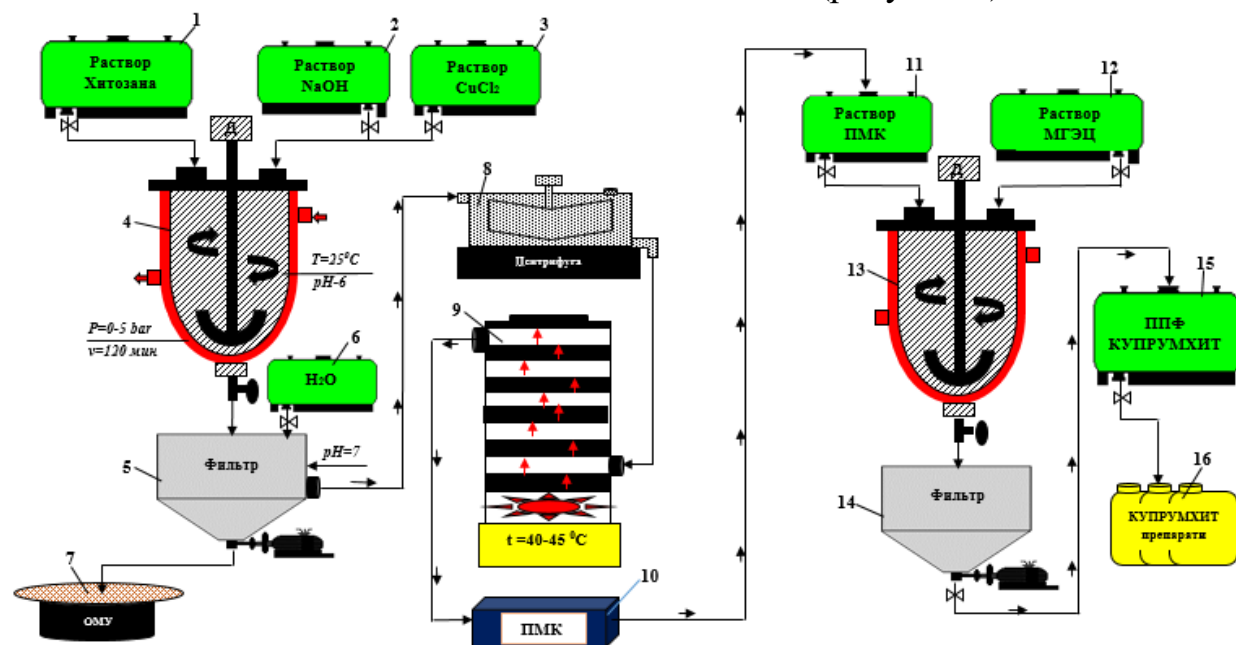 1
Раствор
Хитозана
2
Раствор
NaOH
3
Раствор
CuCl2
Д
4
T=25⁰C
pH-6
P=0-5 bar
v=120 мин
6
H2O
5
Фильтр
pH=7
7
ОМУ
8
Центрифуга
9
t =40-45 ⁰C
10
ПМК
11
Раствор
ПМК
12
Раствор
МГЭЦ
Д
13
14
Фильтр
15
ППФ
КУПРУМХИТ
16
КУПРУМХИТ
препарати